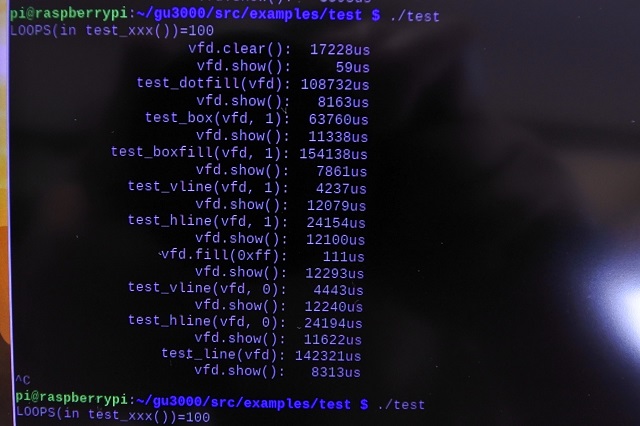 pi@raspberrypi:~/gu3000/src/examples/test $ ./test
LOOPS(in test_xxx())=100
vfd.clear(): 17228us
vfd.show(): 59us
test_dotfill(vfd): 108732us
vfd.show(): 8163us
test_box(vfd, 1): 63760us
vfd.show(): 11338us
test_boxfill(vfd, 1): 154138us
vfd.show(): 7861us
test_vline(vfd, 1): 4237us
vfd.show(): 12079us
test_hline(vfd, 1): 24154us
vfd.show(): 12100us
vfd.fill(0xff): 111us
vfd.show(): 12293us
test_vline(vfd, 0): 4443us
vfd.show(): 12240us
test_hline(vfd, 0): 24194us
vfd.show(): 11622us
test_line(vfd): 142321us
vfd.show(): 8313us
^C
pi@raspberrypi:~/gu3000/src/examples/test $ ./test
LOOPS(in test_xxx())=100